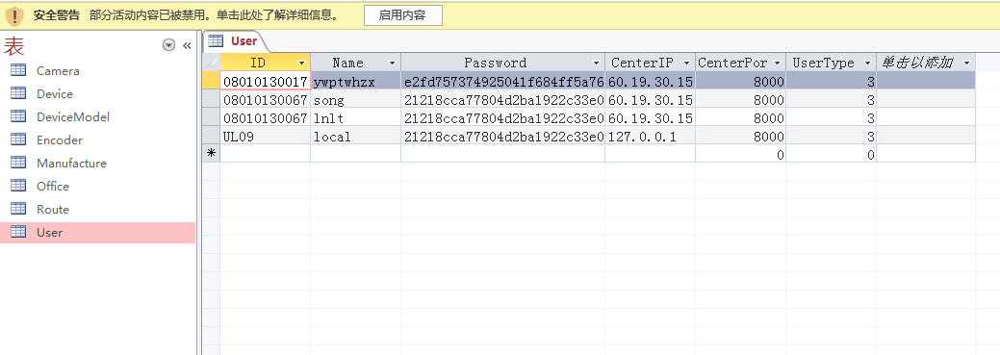 安全警告 部分活动内容已被禁用。单击此处了解详细信息。 启用内容
表
Camera
Device
DeviceModel
Encoder
Manufacture
Office
Route
User
User
ID Name Password CenterIP CenterPor UserType 单击以添加
08010130017 ywptwhzx e2fd757374925041f684ff5a76 60.19.30.15 8000 3
08010130067 song 21218cca77804d2ba1922c33e0 60.19.30.15 8000 3
08010130067 lnlt 21218cca77804d2ba1922c33e0 60.19.30.15 8000 3
UL09 local 21218cca77804d2ba1922c33e0 127.0.0.1 8000 3
* 0 0